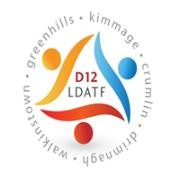 walkinstown · greenhills · kimmage · crumlin · drimnagh ·
D12
LDATF